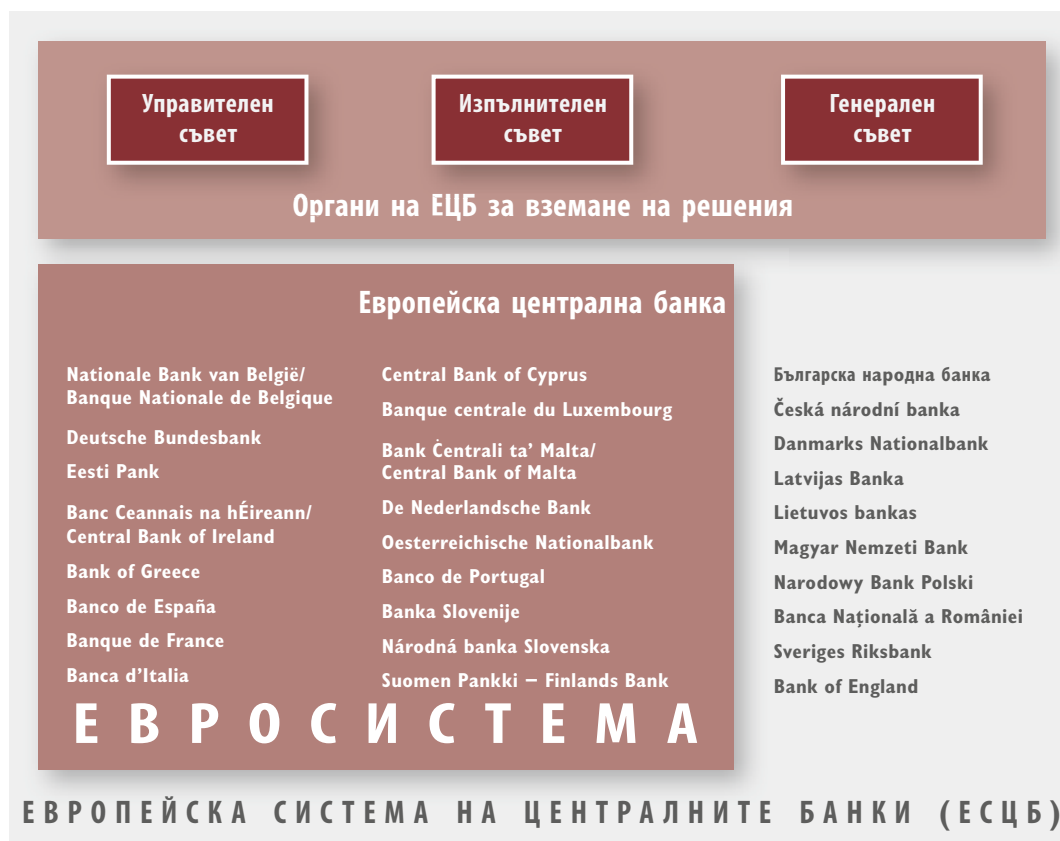 Управителен
съвет
Изпълнителен
съвет
Генерален
съвет
Органи на ЕЦБ за вземане на решения
Европейска централна банка
Nationale Bank van België/
Banque Nationale de Belgique
Deutsche Bundesbank
Eesti Pank
Banc Ceannais na hÉireann/
Central Bank of Ireland
Bank of Greece
Banco de España
Banque de France
Banca d’Italia
Central Bank of Cyprus
Banque centrale du Luxembourg
Bank Ċentrali ta’ Malta/
Central Bank of Malta
De Nederlandsche Bank
Oesterreichische Nationalbank
Banco de Portugal
Banka Slovenije
Národná banka Slovenska
Suomen Pankki – Finlands Bank
Българска народна банка
Česká národní banka
Danmarks Nationalbank
Latvijas Banka
Lietuvos bankas
Magyar Nemzeti Bank
Narodowy Bank Polski
Banca Naţională a României
Sveriges Riksbank
Bank of England
ЕВРОСИСТЕМА
ЕВРОПЕЙСКА СИСТЕМА НА ЦЕНТРАЛНИТЕ БАНКИ (ЕСЦБ)